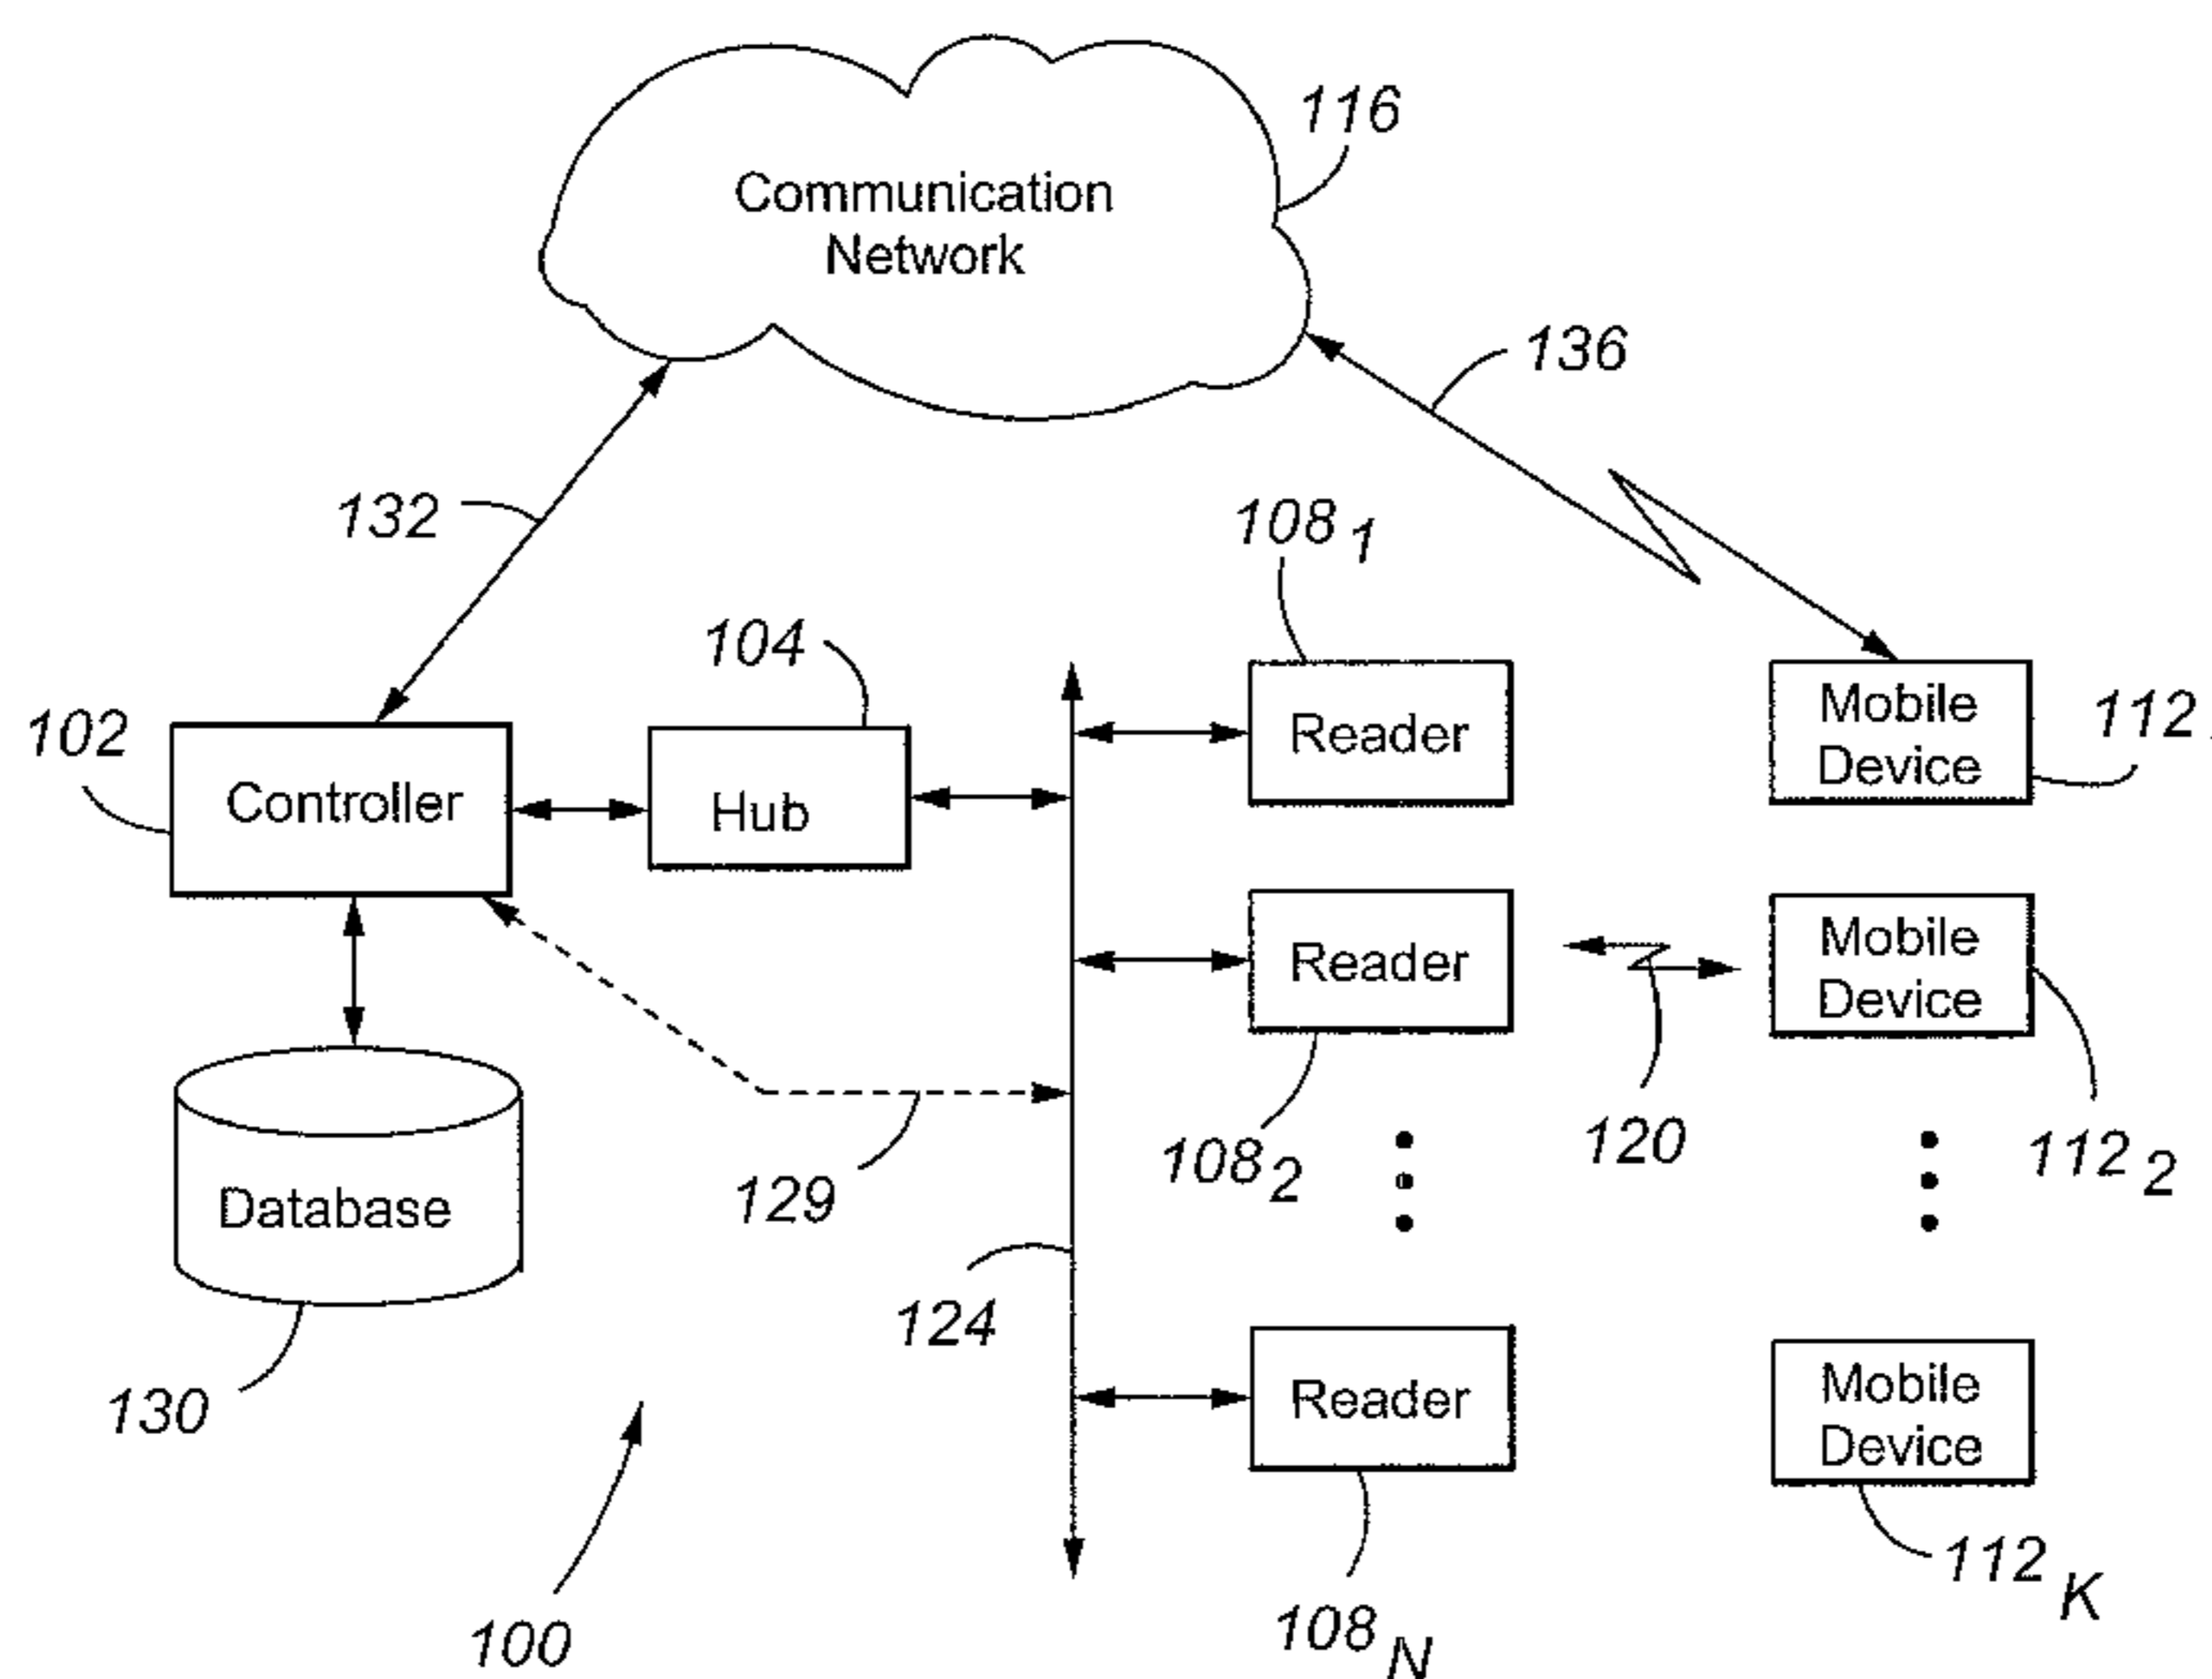 Communication
Network
116
136
132
108 1
104
102
Controller
Hub
Reader
Mobile
Device
112
Reader
Mobile
Device
120
108 2
112 2
129
Database
124
130
Reader
Mobile
Device
100
108 N
112 K